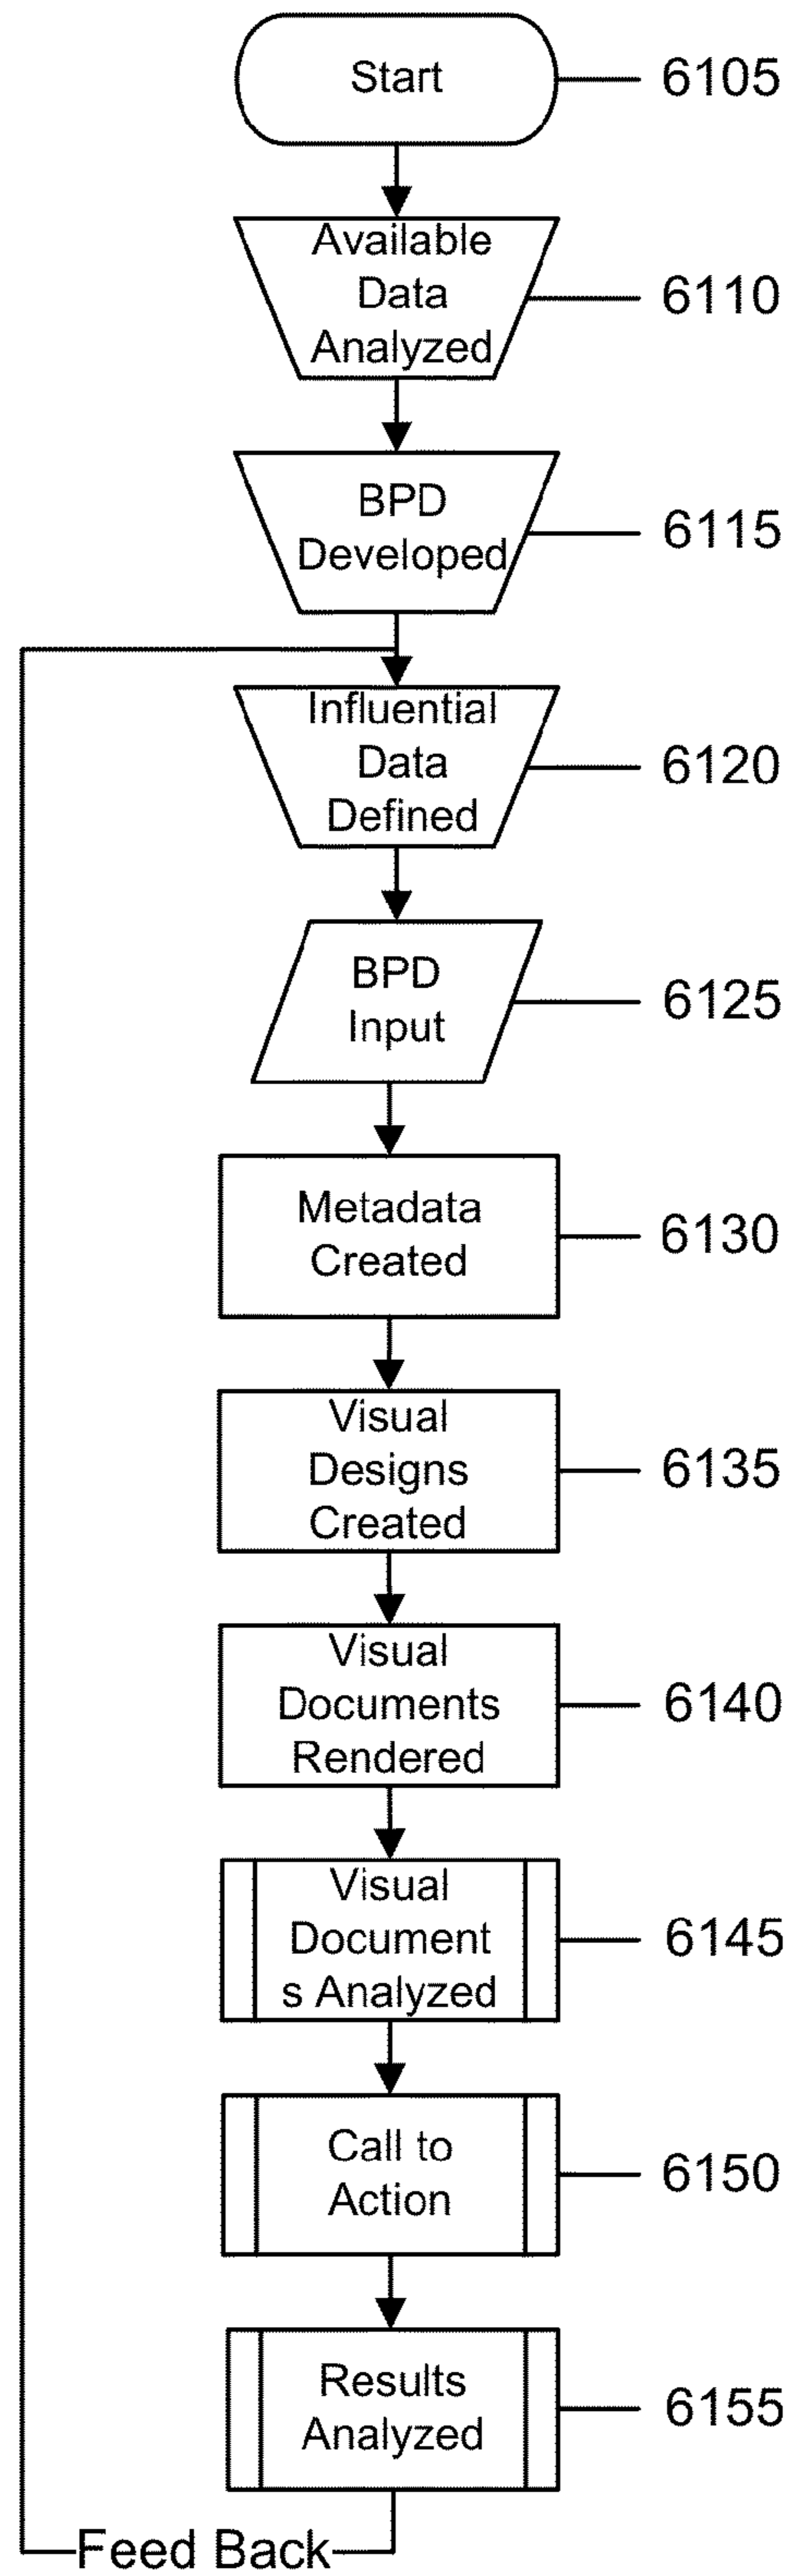 Start
6105
Available
Data
Analyzed
6110
BPD
Developed
6115
Influential
Data
Defined
6120
BPD
Input
6125
Metadata
Created
6130
Visual
Designs
Created
6135
Visual
Documents
Rendered
6140
Visual
Document
s Analyzed
6145
Call to
Action
6150
Results
Analyzed
6155
Feed Back